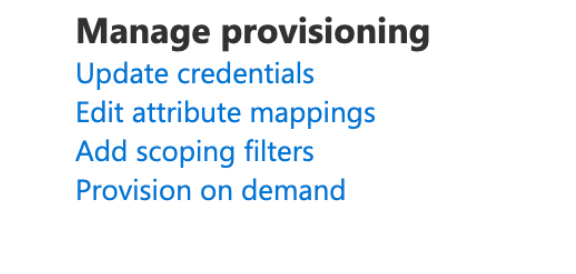 Manage provisioning
Update credentials
Edit attribute mappings
Add scoping filters
Provision on demand